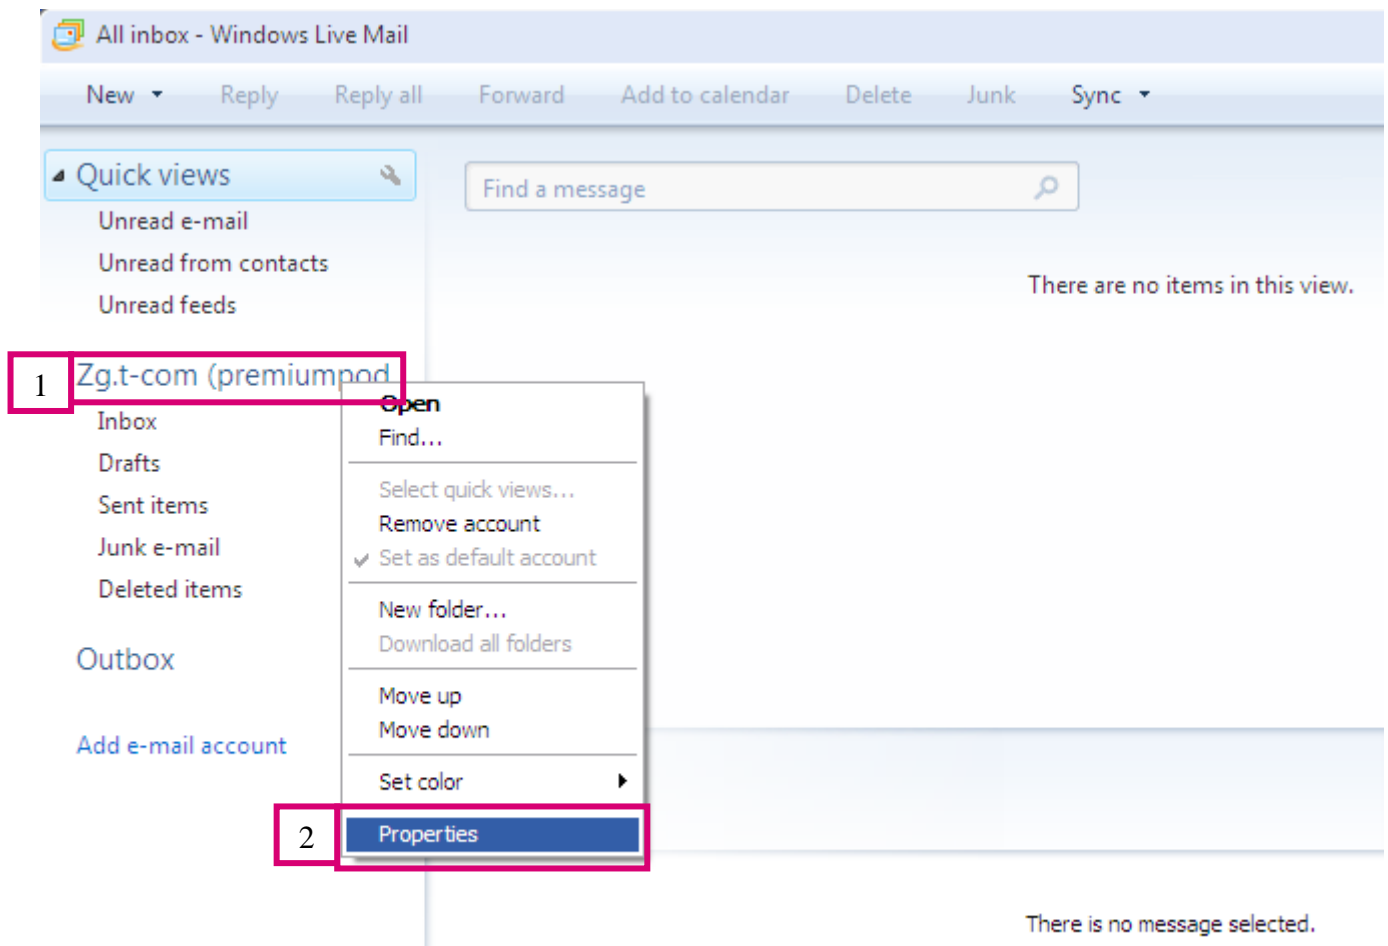 All inbox - Windows Live Mail
New Reply Reply all Forward Add to calendar Delete Junk Sync
Quick views
Find a message
Unread e-mail
Unread from contacts
Unread feeds
There are no items in this view.
1 Zg.t-com (premiumpod
Inbox
Drafts
Sent items
Junk e-mail
Deleted items
Outbox
Add e-mail account
Open
Find...
Select quick views...
Remove account
Set as default account
New folder...
Download all folders
Move up
Move down
Set color
2 Properties
There is no message selected.